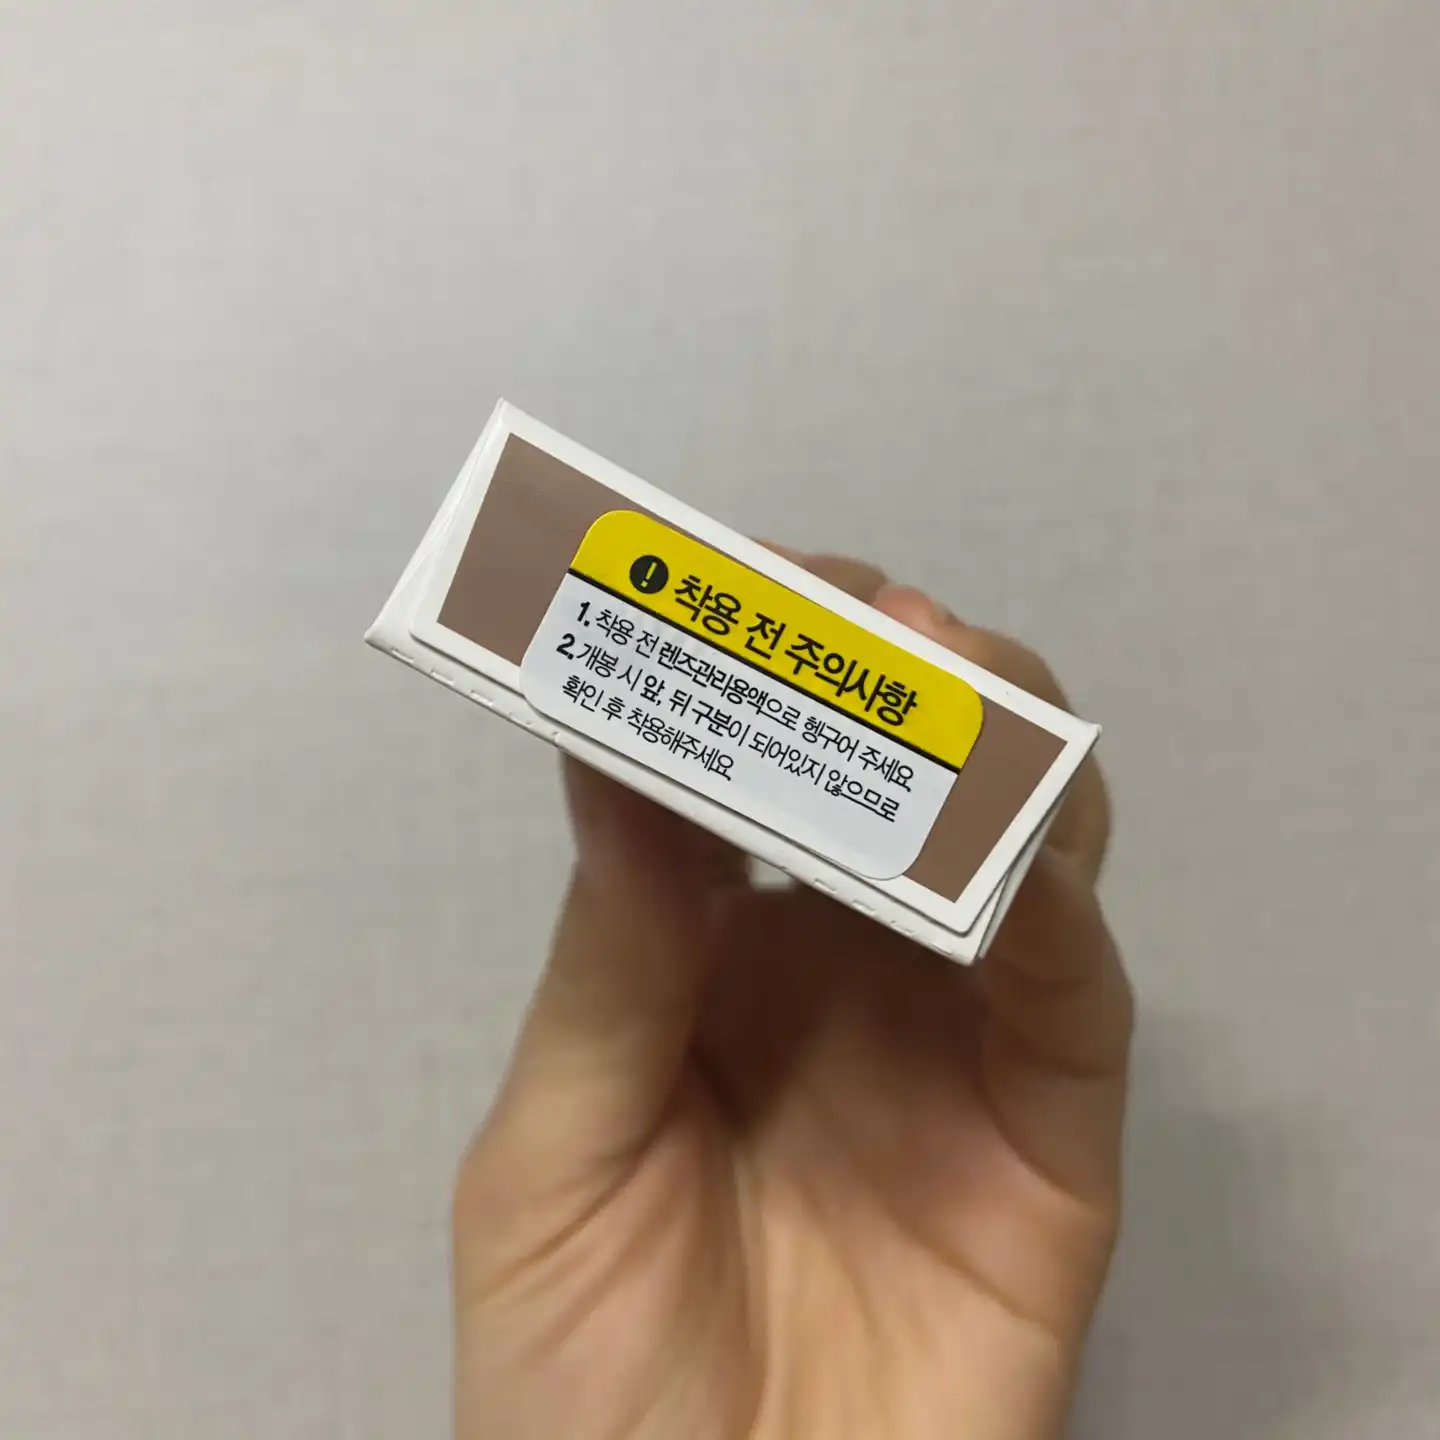 ! 착용 전 주의사항
1. 착용 전 렌즈관리용액으로 헹구어 주세요.
2. 개봉 시 앞, 뒤 구분이 되어있지 않으므로
확인 후 착용해주세요.